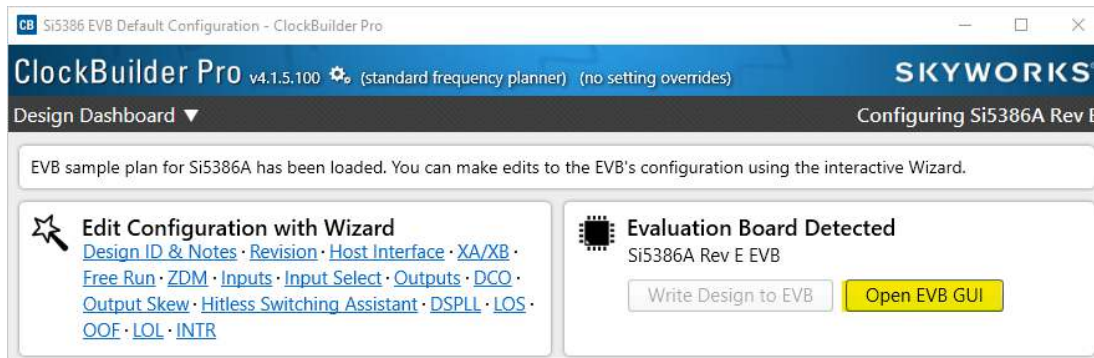 CB Si5386 EVB Default Configuration - ClockBuilder Pro
ClockBuilder Pro v4.1.5.100 (standard frequency planner) (no setting overrides) SKYWORKS
Design Dashboard ▼ Configuring Si5386A Rev E
EVB sample plan for Si5386A has been loaded. You can make edits to the EVB's configuration using the interactive Wizard.
Edit Configuration with Wizard
Design ID & Notes · Revision · Host Interface · XA/XB ·
Free Run · ZDM · Inputs · Input Select · Outputs · DCO ·
Output Skew · Hitless Switching Assistant · DSPLL · LOS ·
OOF · LOL · INTR
Evaluation Board Detected
Si5386A Rev E EVB
Write Design to EVB Open EVB GUI